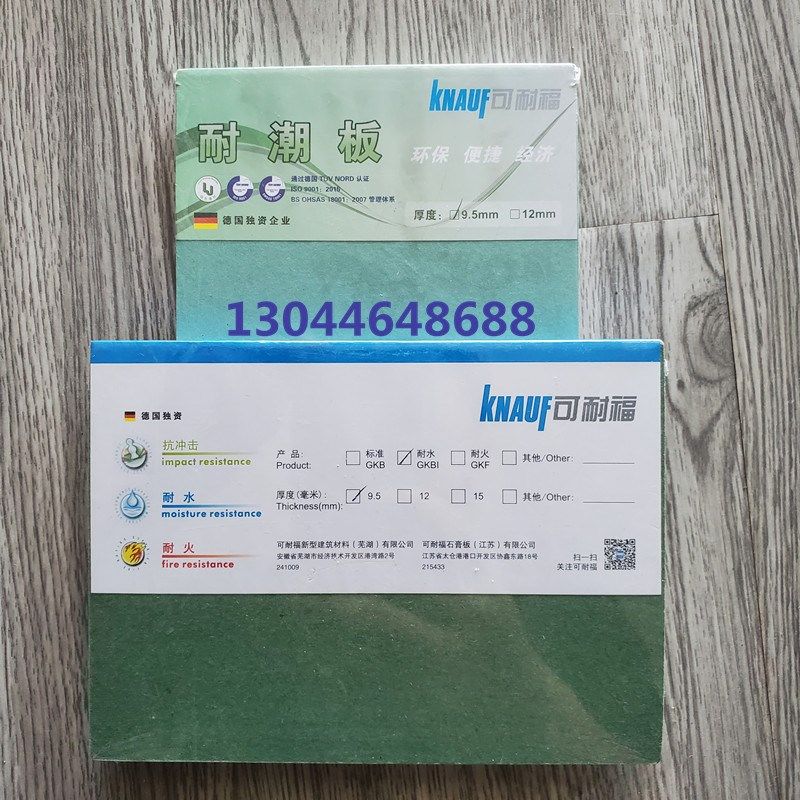 KNAUF可耐福
耐潮板
环保 便捷 经济
通过德国 TUV NORD 认证
ISO 9001：2015
BS OHSAS 18001：2007 管理体系
德国独资企业
厚度： 9.5mm 12mm
13044648688
KNAUF可耐福
德国独资
抗冲击
impact resistance
产 品： 标准 耐水 耐火 其他/Other:
Product: GKB GKBI GKF
耐 水
moisture resistance
厚度(毫米)： 9.5 12 15 其他/Other:
Thickness(mm):
耐 火
fire resistance
可耐福新型建筑材料（芜湖）有限公司 可耐福石膏板（江苏）有限公司
安徽省芜湖市经济技术开发区港湾路2号 江苏省太仓港港口开发区协鑫东路18号
241009 215433
扫一扫
关注可耐福